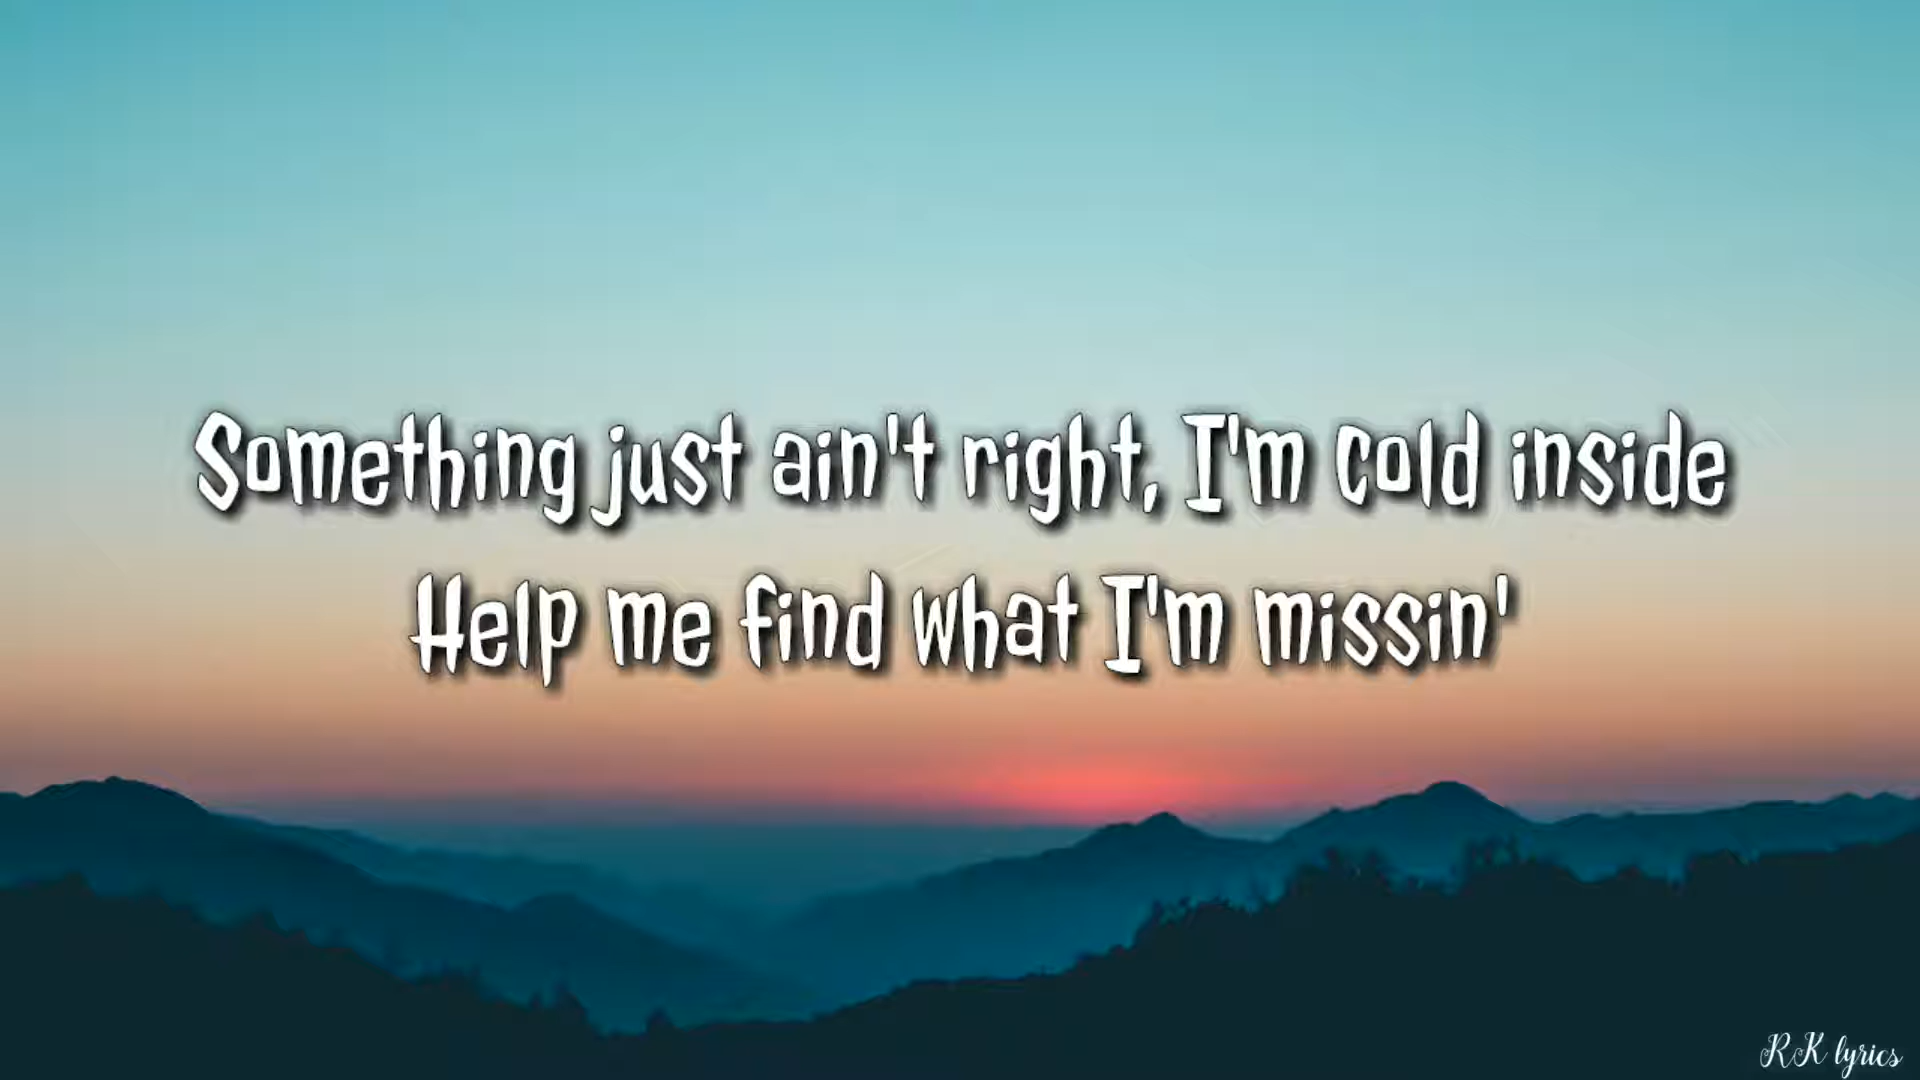 Something just ain't right, I'm cold inside
Help me find what I'm missin'
RK lyrics